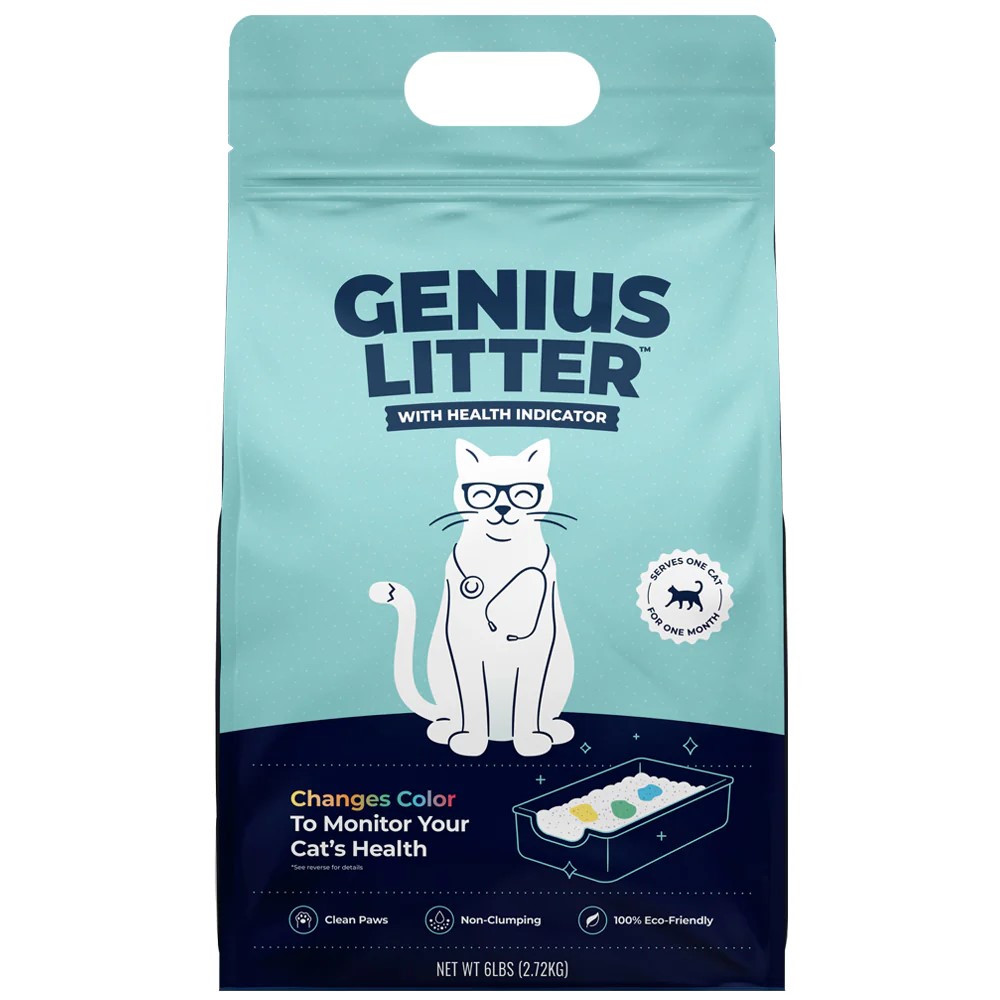 GENIUS
LITTER™
WITH HEALTH INDICATOR
SERVES ONE CAT
FOR ONE MONTH
Changes Color
To Monitor Your
Cat's Health
*See reverse for details
Clean Paws
Non-Clumping
100% Eco-Friendly
NET WT 6LBS (2.72KG)